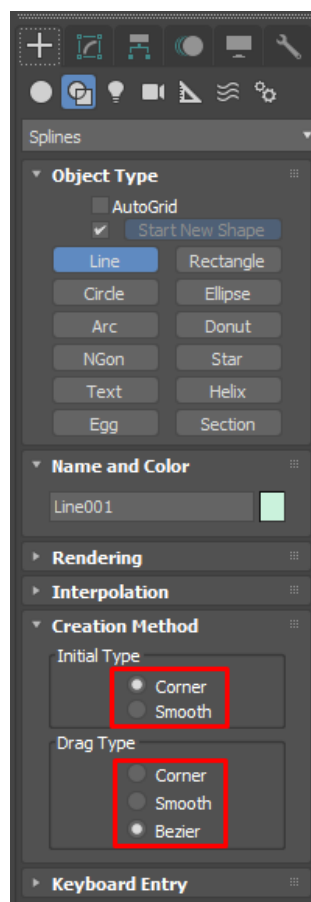 Splines
Object Type
AutoGrid
Start New Shape
Line Rectangle
Circle Ellipse
Arc Donut
NGon Star
Text Helix
Egg Section
Name and Color
Line001
Rendering
Interpolation
Creation Method
Initial Type
Corner
Smooth
Drag Type
Corner
Smooth
Bezier
Keyboard Entry